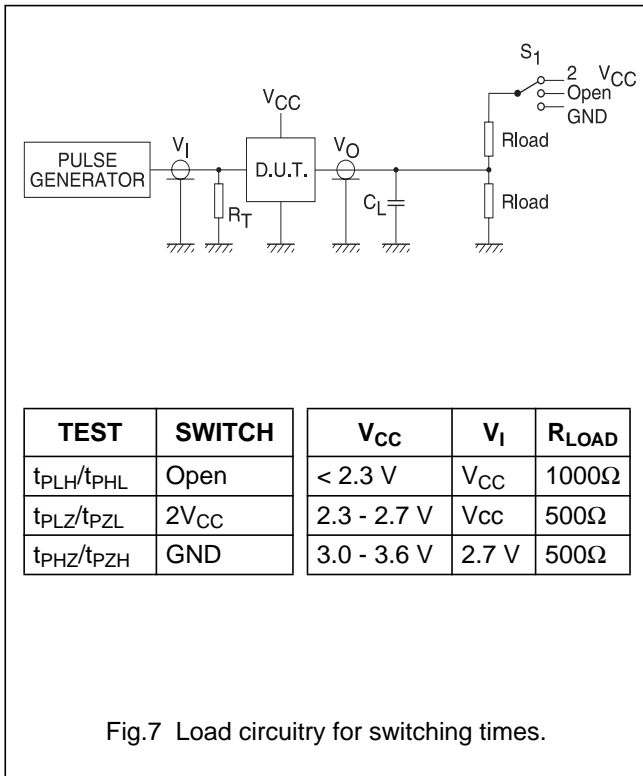 S1
2 VCC
Open
GND
VCC
VI
VO
Rload
PULSE GENERATOR
D.U.T.
RT
CL
Rload
TEST SWITCH
tPLH/tPHL Open
tPLZ/tPZL 2VCC
tPHZ/tPZH GND
VCC VI RLOAD
< 2.3 V VCC 1000Ω
2.3 - 2.7 V Vcc 500Ω
3.0 - 3.6 V 2.7 V 500Ω
Fig.7 Load circuitry for switching times.